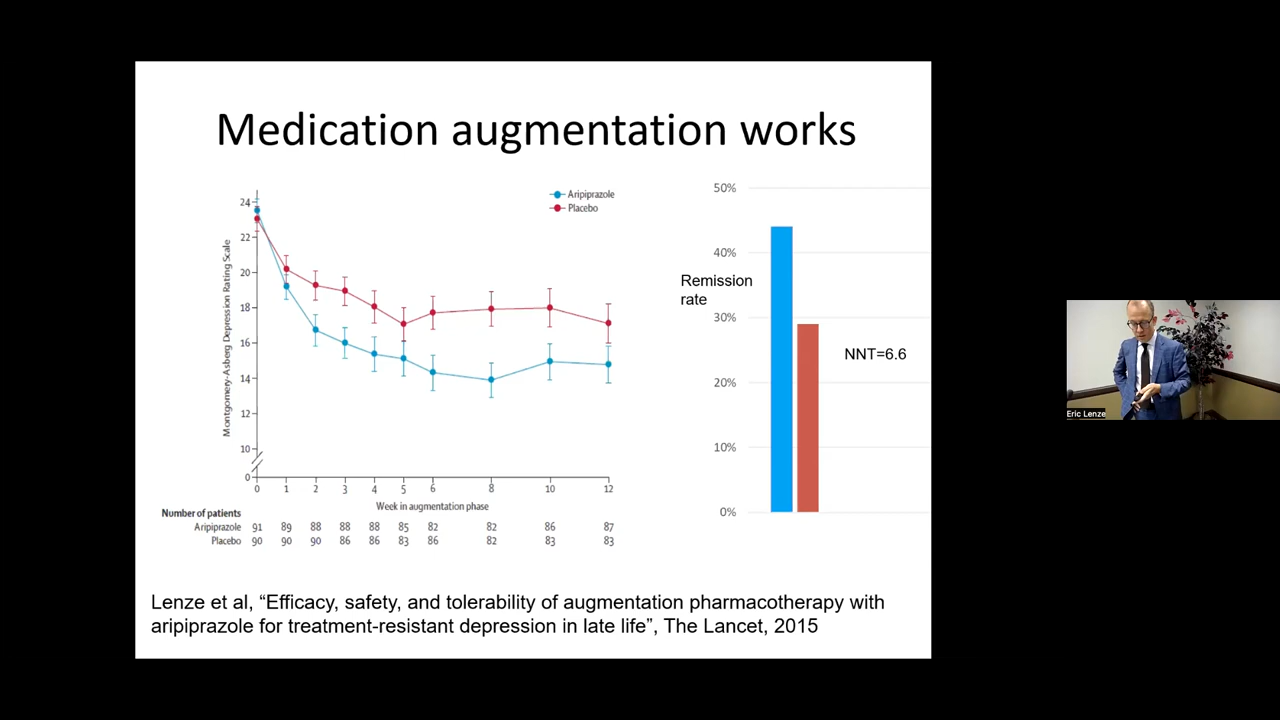 Medication augmentation works
Aripiprazole
Placebo
24
22
20
18
16
14
12
10
0
Montgomery-Asberg Depression Rating Scale
0 1 2 3 4 5 6 8 10 12
Week in augmentation phase
Number of patients
Aripiprazole 91 89 88 88 88 85 82 82 86 87
Placebo 90 90 90 86 86 83 86 82 83 83
50%
40%
30%
20%
10%
0%
Remission
rate
NNT=6.6
Lenze et al, “Efficacy, safety, and tolerability of augmentation pharmacotherapy with
aripiprazole for treatment-resistant depression in late life”, The Lancet, 2015
Eric Lenze